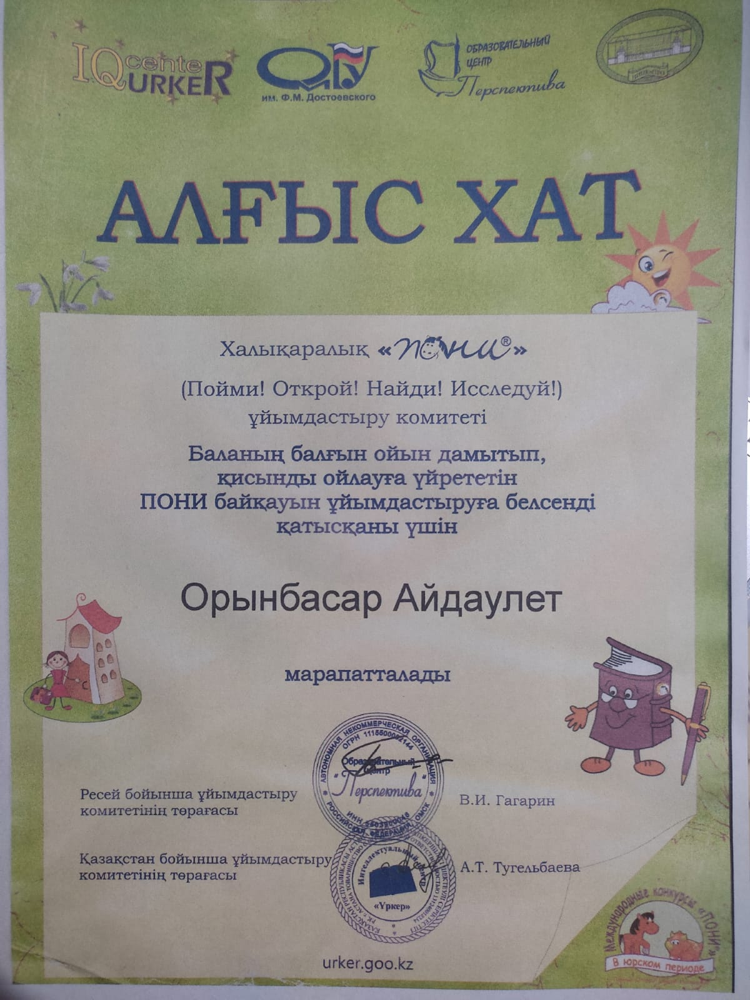 IQ center
URKER
ОмГУ
им. Ф.М. Достоевского
ОБРАЗОВАТЕЛЬНЫЙ
ЦЕНТР
Перспектива
АЛҒЫС ХАТ
Халықаралық «ПОНИ®»
(Пойми! Открой! Найди! Исследуй!)
ұйымдастыру комитеті
Баланың балғын ойын дамытып,
қисынды ойлауға үйрететін
ПОНИ байқауын ұйымдастыруға белсенді
қатысқаны үшін
Орынбасар Айдаулет
марапатталады
АВТОНОМНАЯ НЕКОММЕРЧЕСКАЯ ОРГАНИЗАЦИЯ
ОГРН
Образовательный
центр
"Перспектива"
ИНН
РОССИЙСКАЯ ФЕДЕРАЦИЯ, ОМСК
Ресей бойынша ұйымдастыру
комитетінің төрағасы
В.И. Гагарин
Қазақстан бойынша ұйымдастыру
комитетінің төрағасы
А.Т. Тугельбаева
Интеллектуальный центр
«Үркер»
ҚАЗАҚСТАН РЕСПУБЛИКАСЫ
urker.goo.kz
Международные конкурсы «ПОНИ®»
В юрском периоде